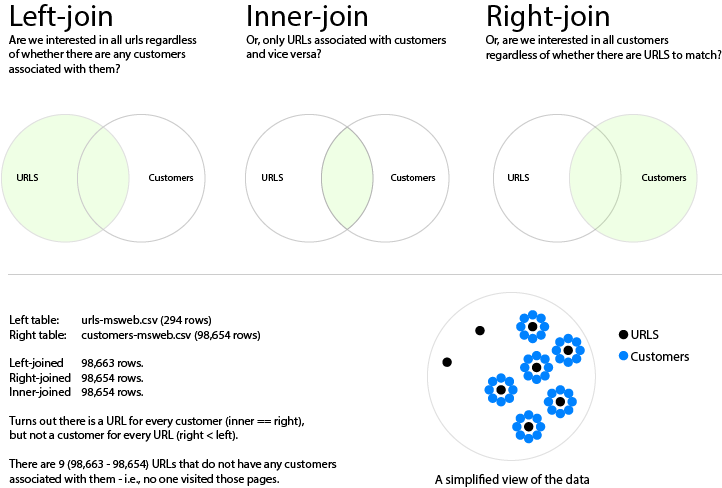 Left-join
Are we interested in all urls regardless
of whether there are any customers
associated with them?
Inner-join
Or, only URLs associated with customers
and vice versa?
Right-join
Or, are we interested in all customers
regardless of whether there are URLS to match?
URLS
Customers
URLS
Customers
URLS
Customers
Left table: urls-msweb.csv (294 rows)
Right table: customers-msweb.csv (98,654 rows)
Left-joined 98,663 rows.
Right-joined 98,654 rows.
Inner-joined 98,654 rows.
Turns out there is a URL for every customer (inner == right),
but not a customer for every URL (right < left).
There are 9 (98,663 - 98,654) URLs that do not have any customers
associated with them - i.e., no one visited those pages.
URLS
Customers
A simplified view of the data